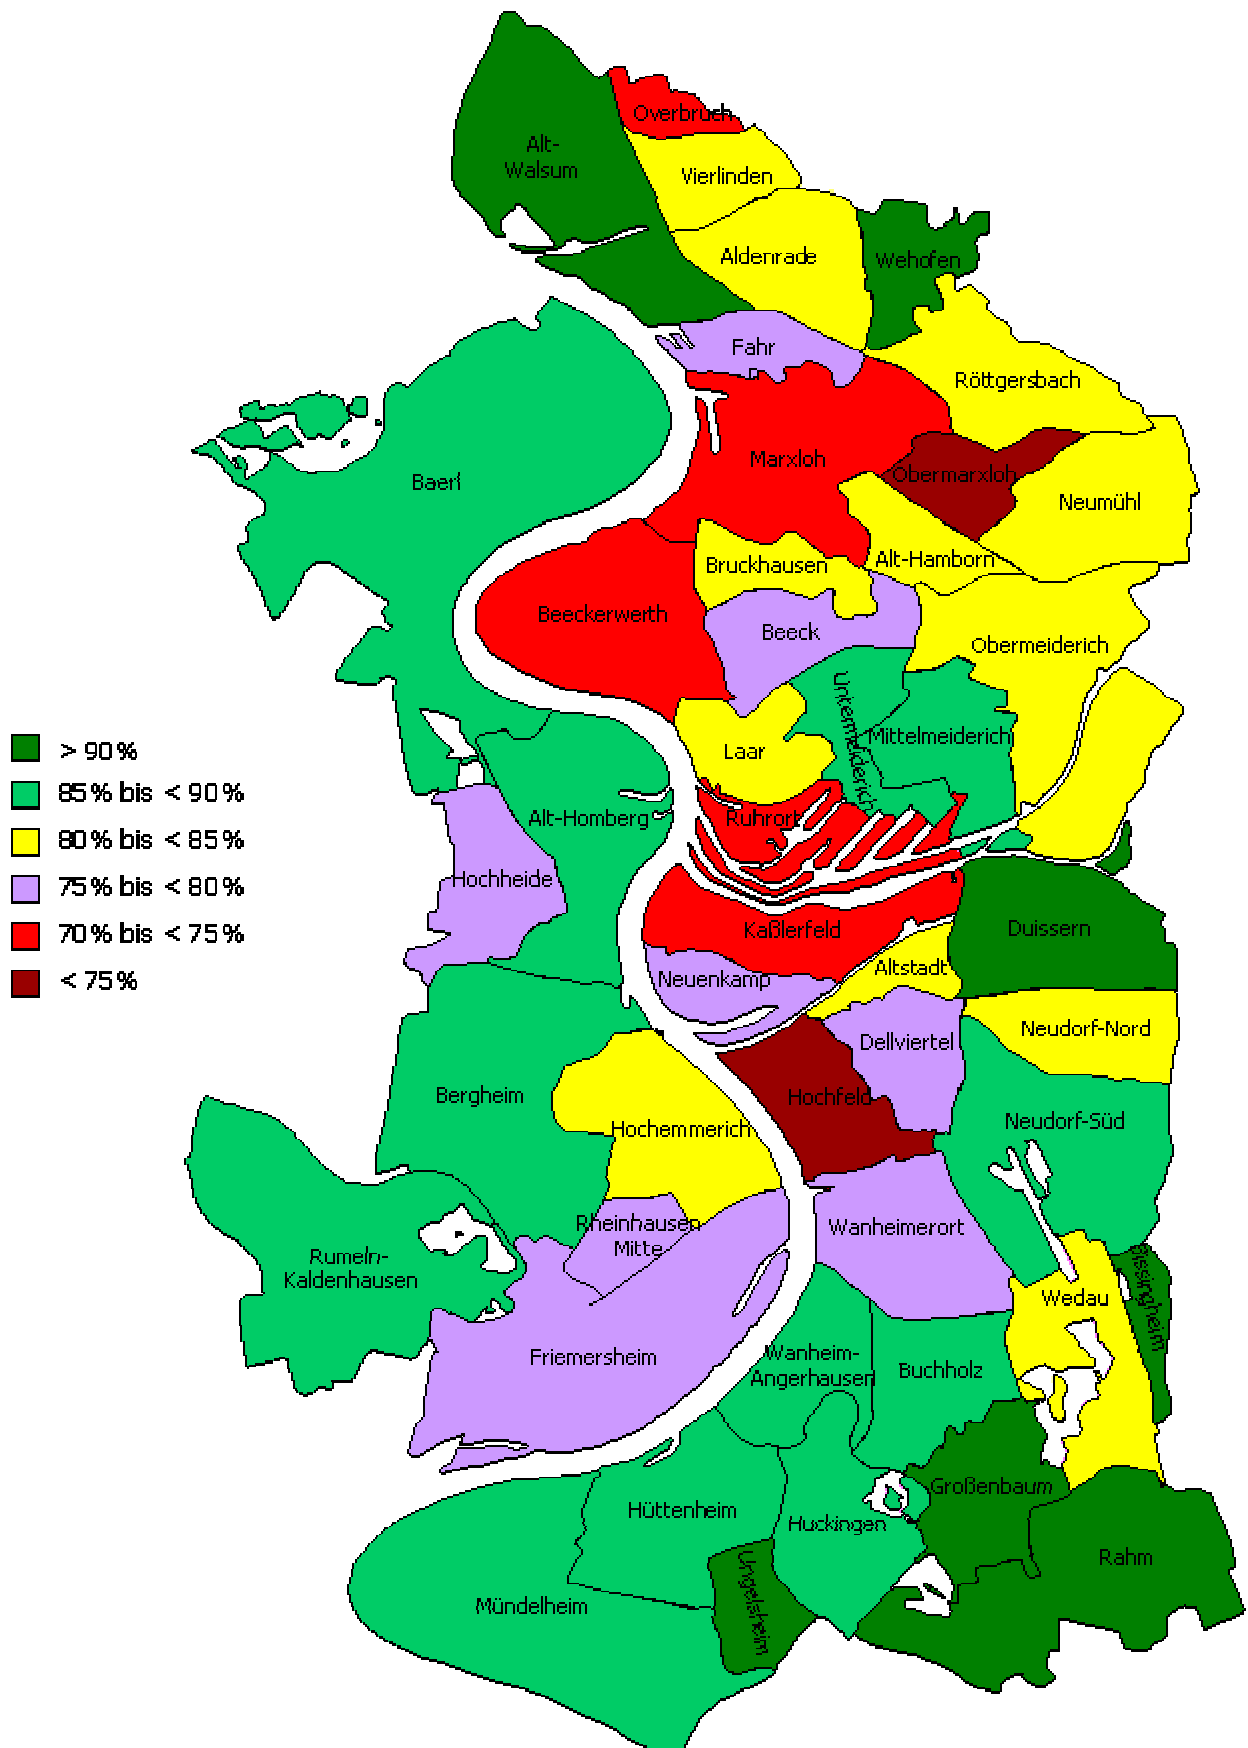 Overbruch
Alt-
Walsum
Vierlinden
Aldenrade
Wehofen
Fahr
Röttgersbach
Marxloh
Obermarxloh
Baerl
Neumühl
Bruckhausen
Alt-Hamborn
Beeckerwerth
Beeck
Obermeiderich
Untermeiderich
Mittelmeiderich
Laar
> 90%
85% bis < 90%
80% bis < 85%
75% bis < 80%
70% bis < 75%
< 75%
Alt-Homberg
Ruhrort
Hochheide
Kaßlerfeld
Duissern
Neuenkamp
Altstadt
Neudorf-Nord
Dellviertel
Bergheim
Hochfeld
Hochemmerich
Neudorf-Süd
Rheinhausen
Mitte
Wanheimerort
Rumeln-
Kaldenhausen
Wedau
Bissingheim
Friemersheim
Wanheim-
Angerhausen
Buchholz
Großenbaum
Hüttenheim
Huckingen
Rahm
Ungelsheim
Mündelheim